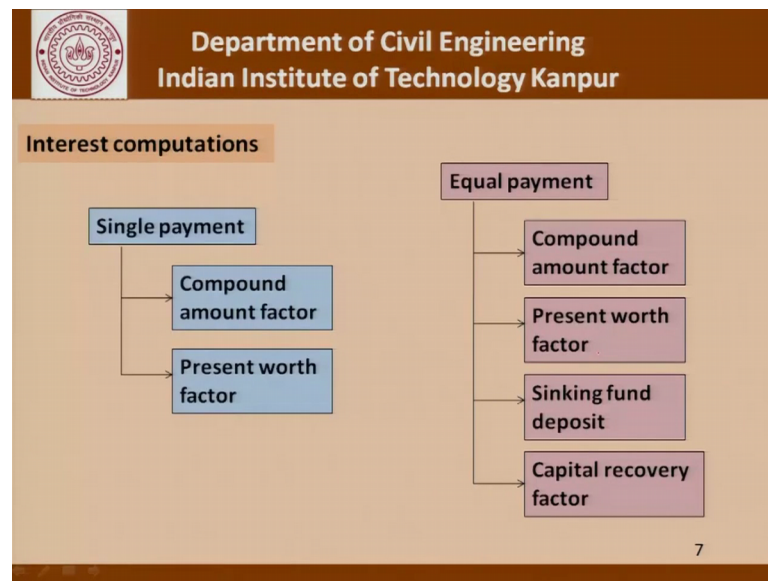 Department of Civil Engineering
Indian Institute of Technology Kanpur
Interest computations
Single payment
Compound
amount factor
Present worth
factor
Equal payment
Compound
amount factor
Present worth
factor
Sinking fund
deposit
Capital recovery
factor
7